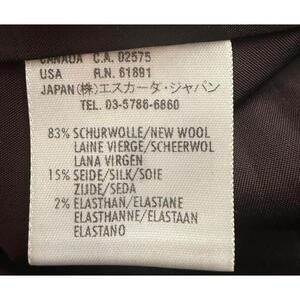 CANADA C.A. 02575
USA R.N. 61891
JAPAN(株)エスカーダ・ジャパン
TEL. 03-5786-6860
83% SCHURWOLLE/NEW WOOL
LAINE VIERGE/SCHEERWOL
LANA VIRGEN
15% SEIDE/SILK/SOIE
ZIJDE/SEDA
2% ELASTHAN/ELASTANE
ELASTHANNE/ELASTAAN
ELASTANO